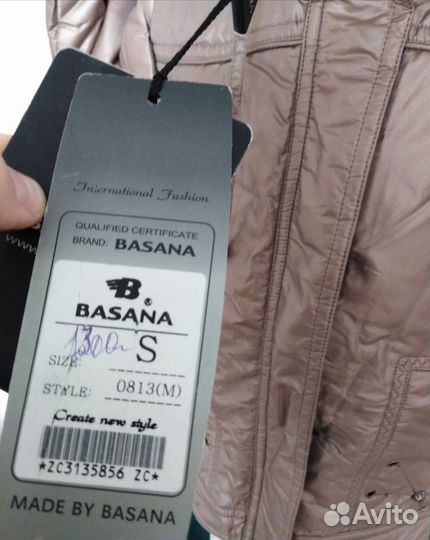 International Fashion
QUALIFIED CERTIFICATE
BRAND: BASANA
B®
BASANA
SIZE: S
STYLE: 0813(M)
Create new style
*ZC3135856 ZC*
MADE BY BASANA
www.
Avito